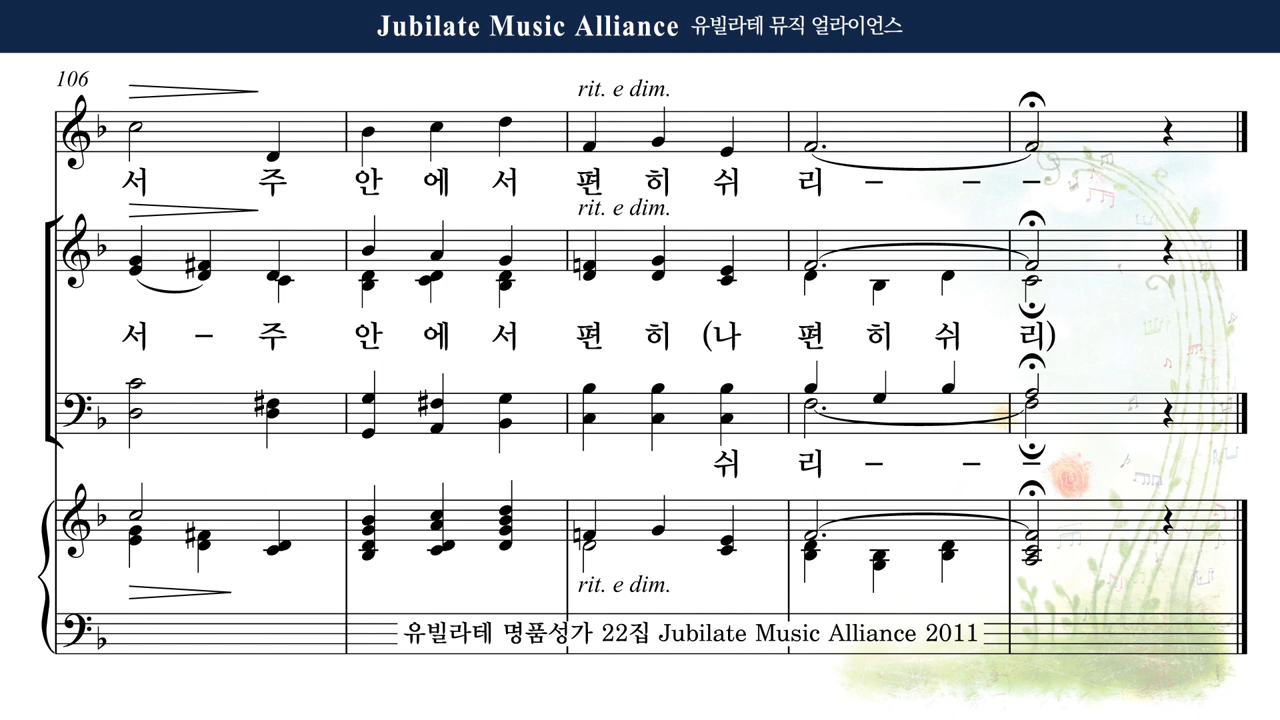 Jubilate Music Alliance 유빌라테 뮤직 얼라이언스
106
rit. e dim.
서 주 안 에 서 편 히 쉬 리 – – –
rit. e dim.
서 – 주 안 에 서 편 히 (나 편 히 쉬 리)
쉬 리 – – –
rit. e dim.
유빌라테 명품성가 22집 Jubilate Music Alliance 2011